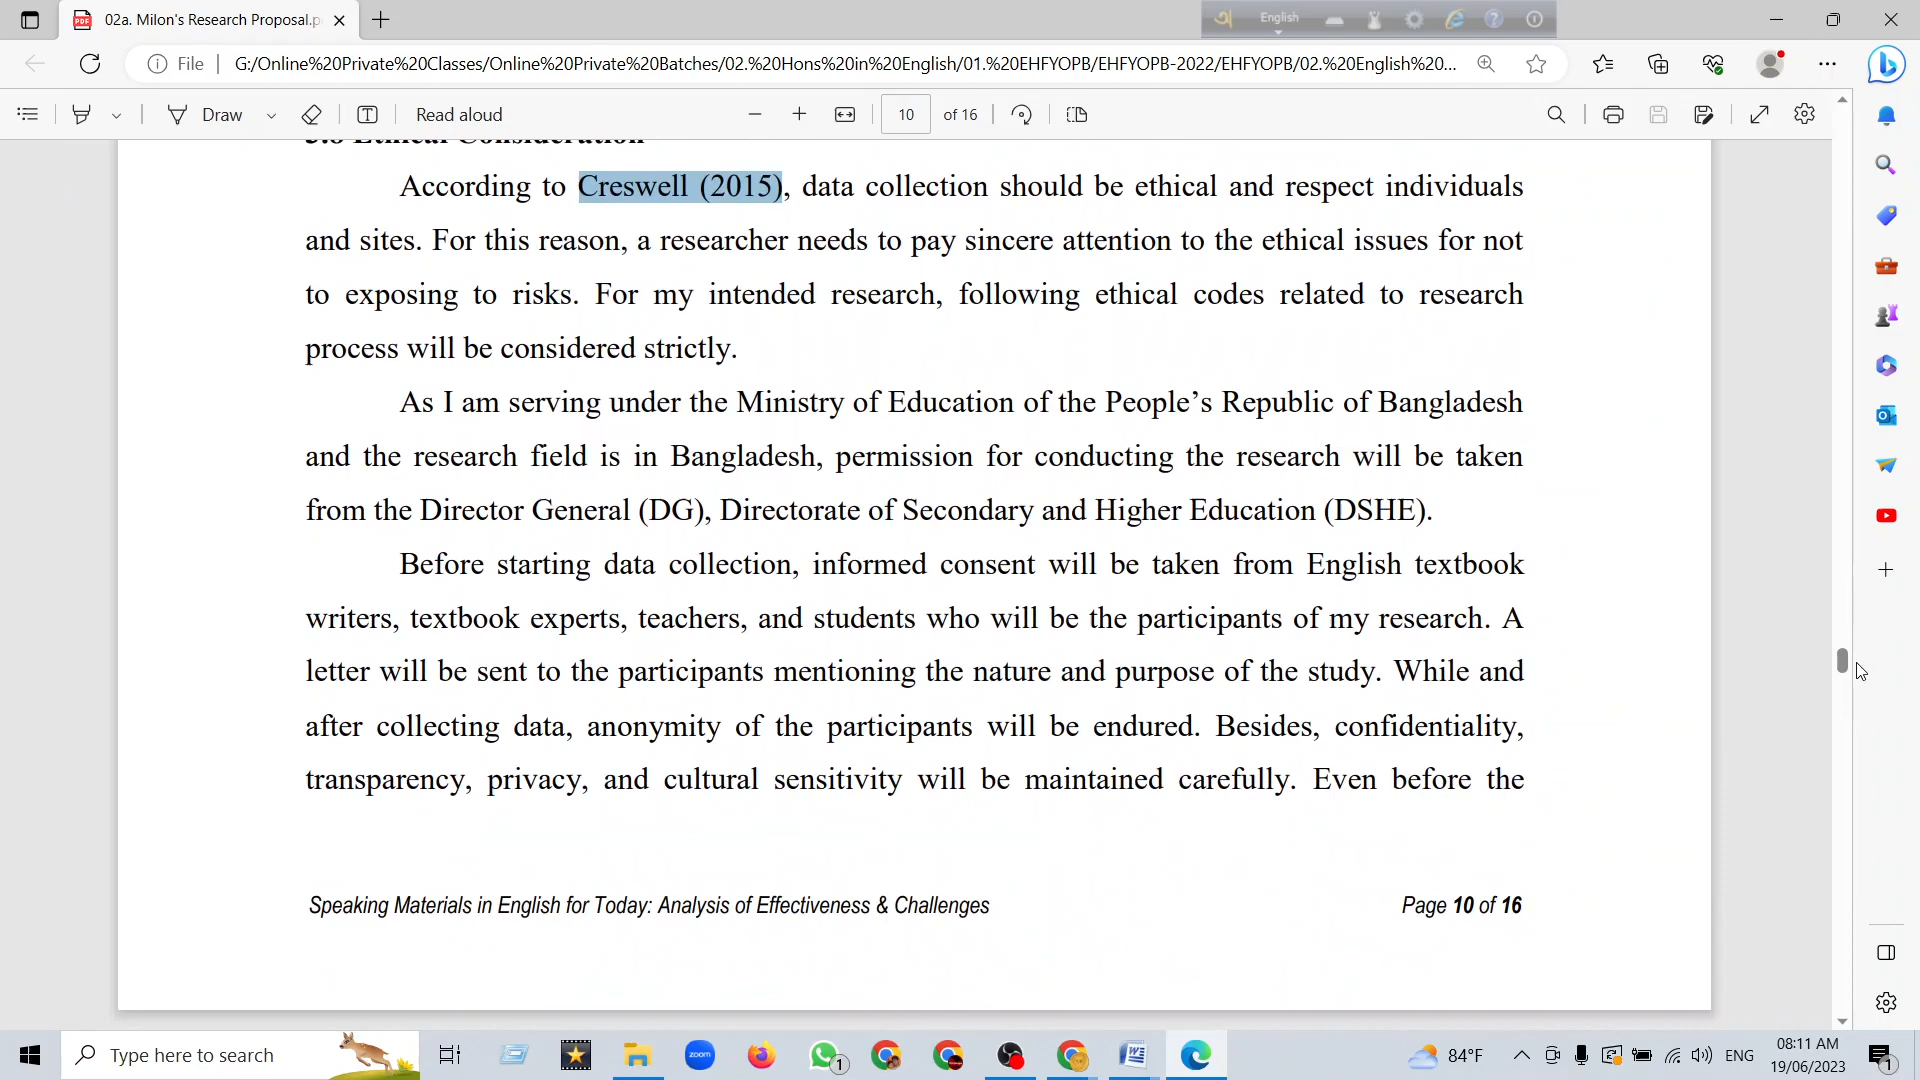 02a. Milon's Research Proposal.p
English
File
G:/Online%20Private%20Classes/Online%20Private%20Batches/02.%20Hons%20in%20English/01.%20EHFYOPB/EHFYOPB-2022/EHFYOPB/02.%20English%20...
Draw
Read aloud
10 of 16
3.8 Ethical Consideration
According to Creswell (2015), data collection should be ethical and respect individuals
and sites. For this reason, a researcher needs to pay sincere attention to the ethical issues for not
to exposing to risks. For my intended research, following ethical codes related to research
process will be considered strictly.
As I am serving under the Ministry of Education of the People’s Republic of Bangladesh
and the research field is in Bangladesh, permission for conducting the research will be taken
from the Director General (DG), Directorate of Secondary and Higher Education (DSHE).
Before starting data collection, informed consent will be taken from English textbook
writers, textbook experts, teachers, and students who will be the participants of my research. A
letter will be sent to the participants mentioning the nature and purpose of the study. While and
after collecting data, anonymity of the participants will be endured. Besides, confidentiality,
transparency, privacy, and cultural sensitivity will be maintained carefully. Even before the
Speaking Materials in English for Today: Analysis of Effectiveness & Challenges
Page 10 of 16
Type here to search
zoom
1
84°F
ENG
08:11 AM
19/06/2023
1